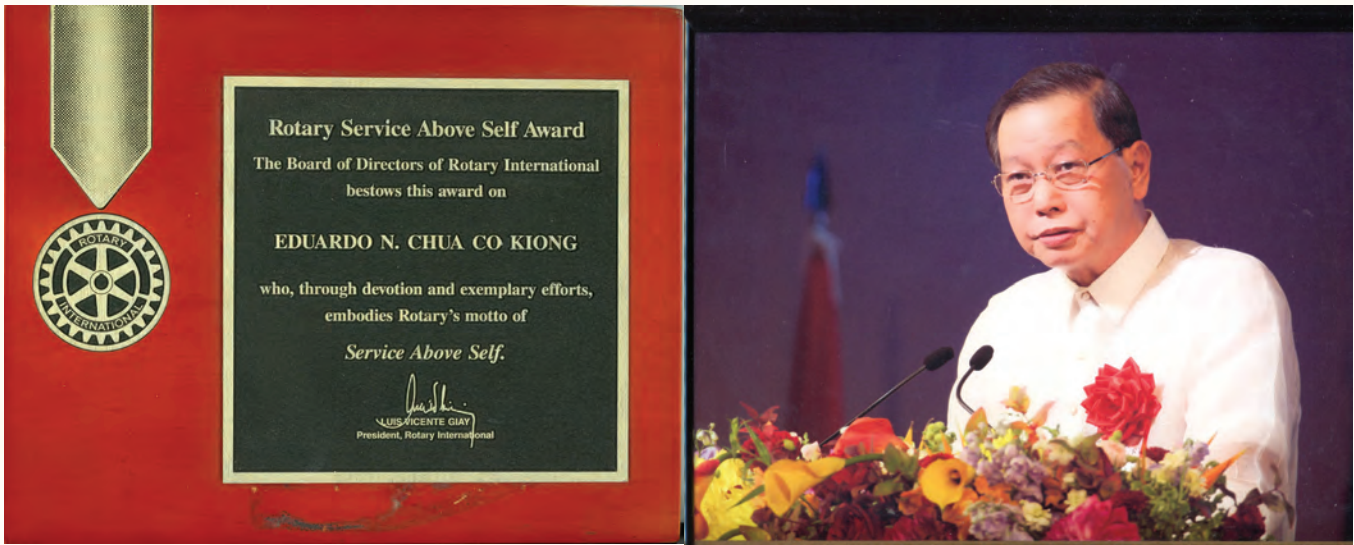 ROTARY
INTERNATIONAL
Rotary Service Above Self Award
The Board of Directors of Rotary International
bestows this award on
EDUARDO N. CHUA CO KIONG
who, through devotion and exemplary efforts,
embodies Rotary's motto of
Service Above Self.
LUIS VICENTE GIAY
President, Rotary International